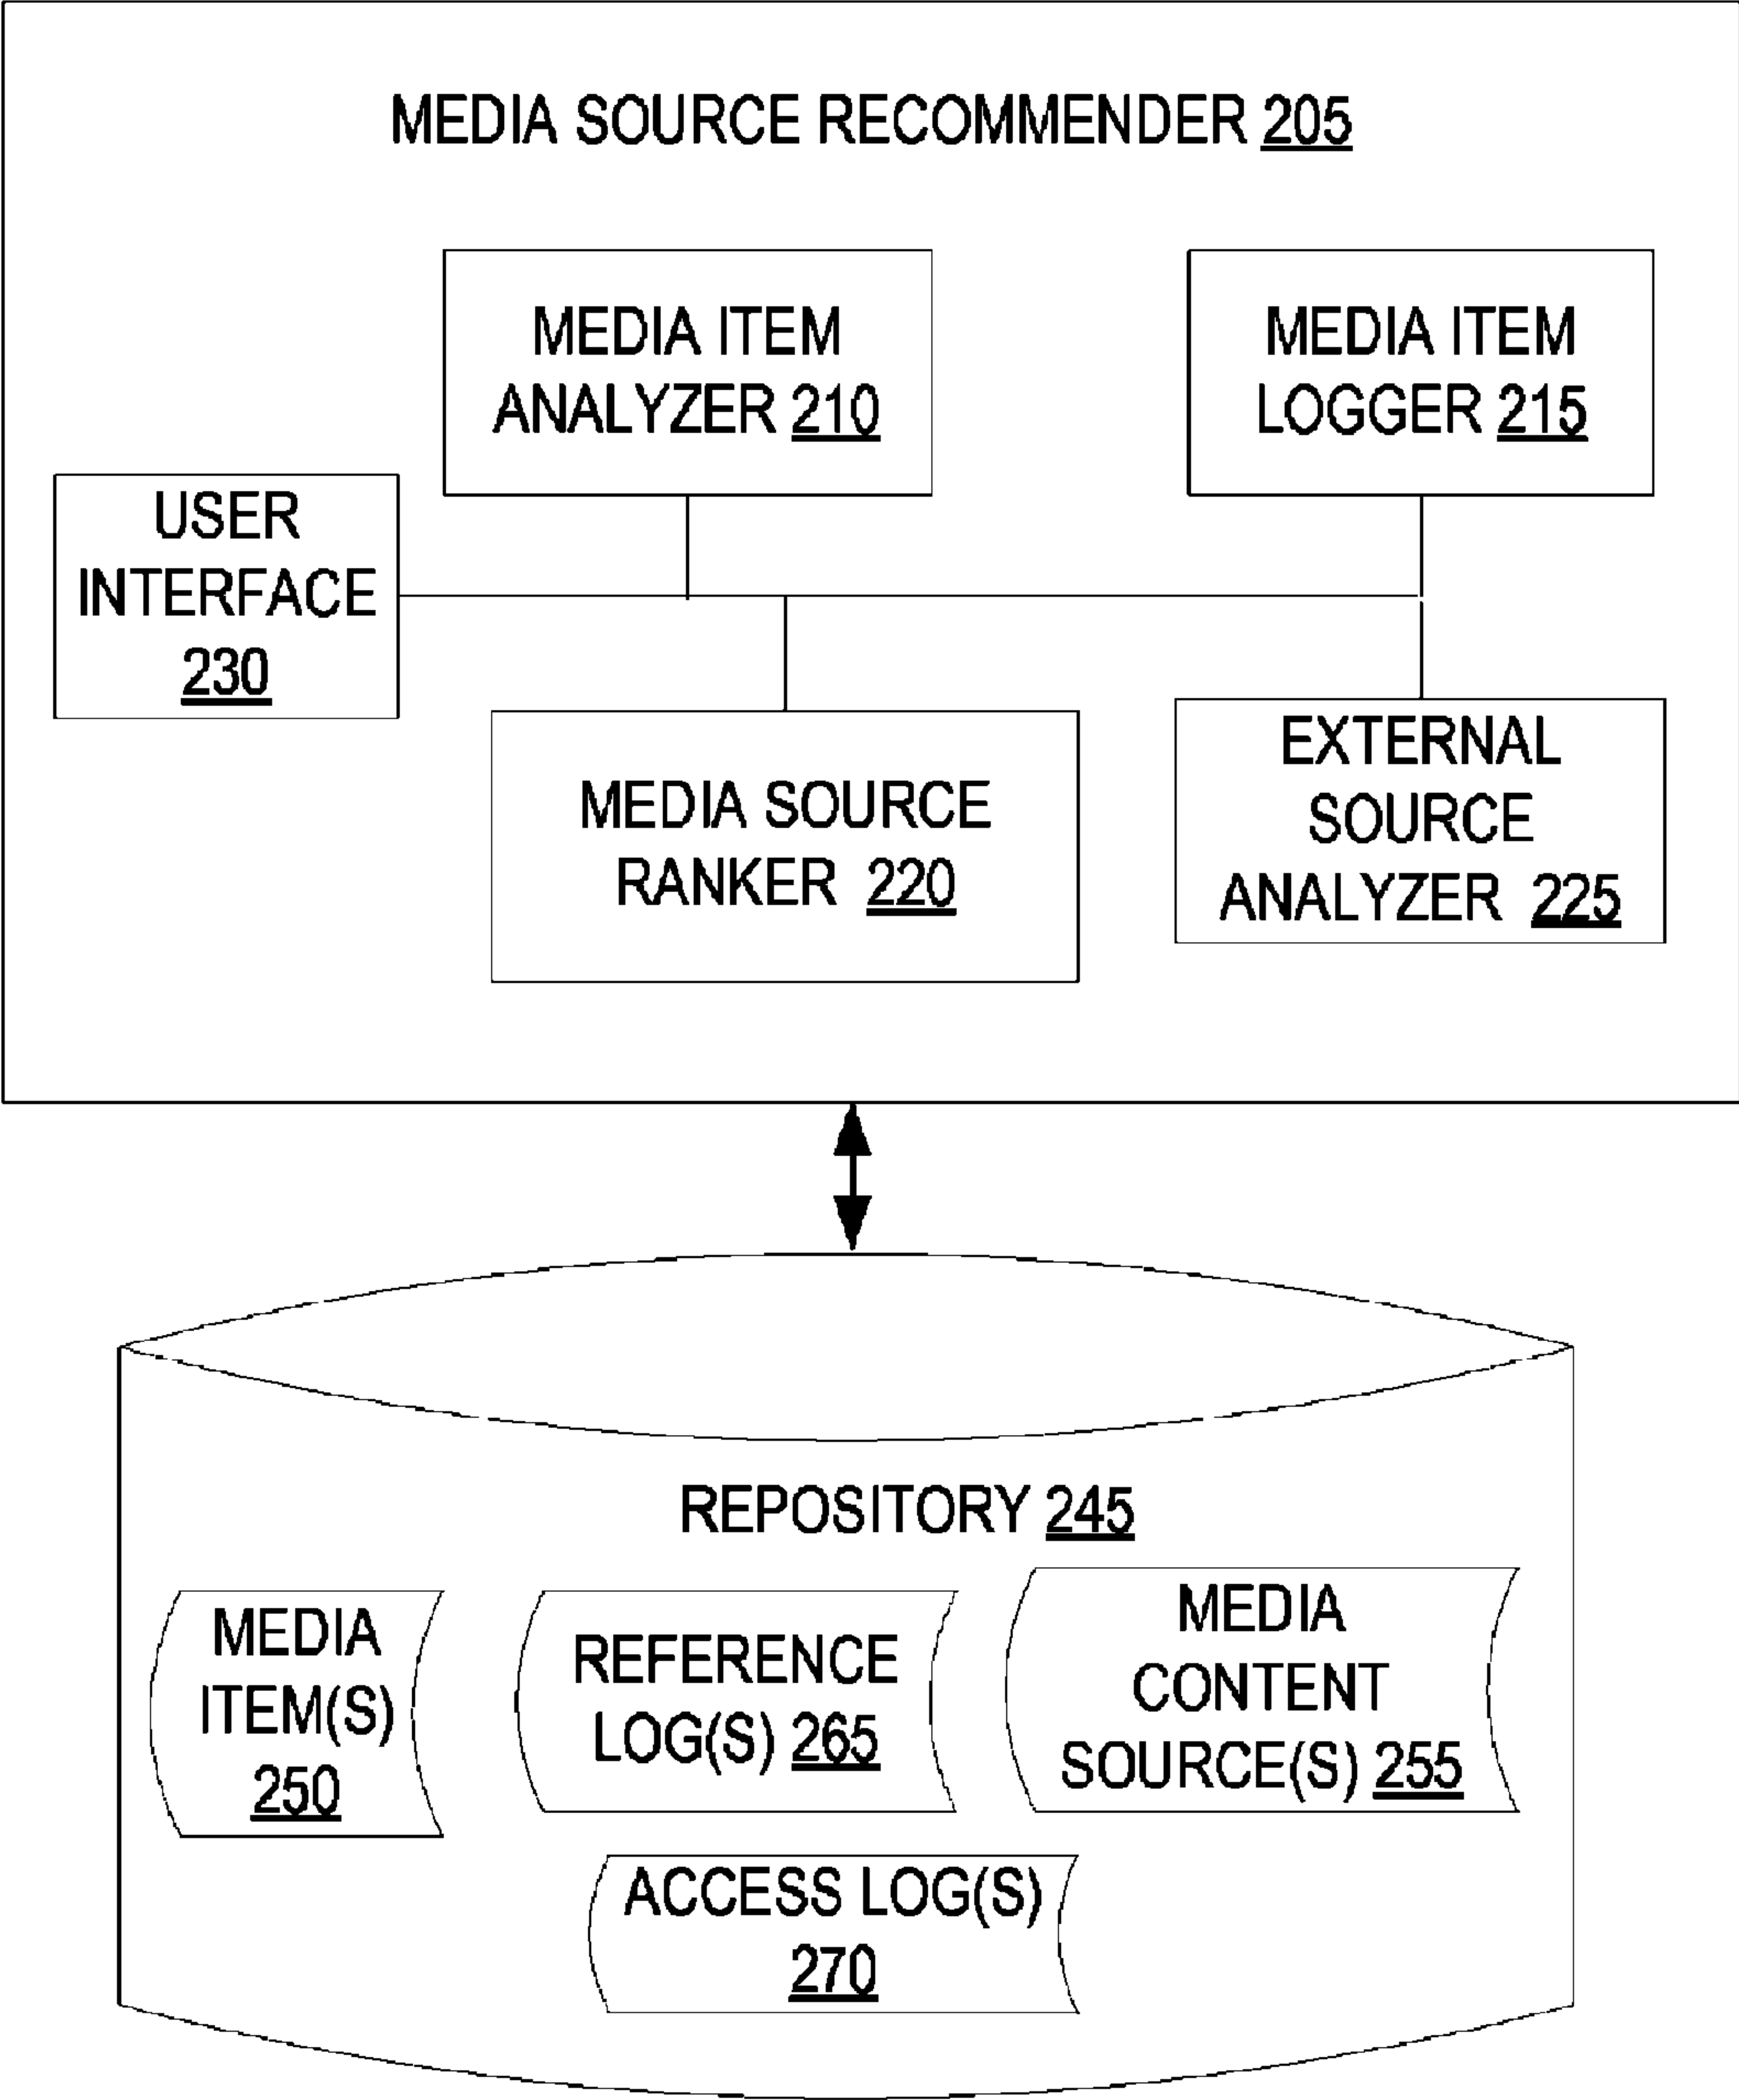 MEDIA SOURCE RECOMMENDER 205
MEDIA ITEM
ANALYZER 210
MEDIA ITEM
LOGGER 215
USER
INTERFACE
230
MEDIA SOURCE
RANKER 220
EXTERNAL
SOURCE
ANALYZER 225
REPOSITORY 245
MEDIA
ITEM(S)
250
REFERENCE
LOG(S) 265
MEDIA
CONTENT
SOURCE(S) 255
ACCESS LOG(S)
270